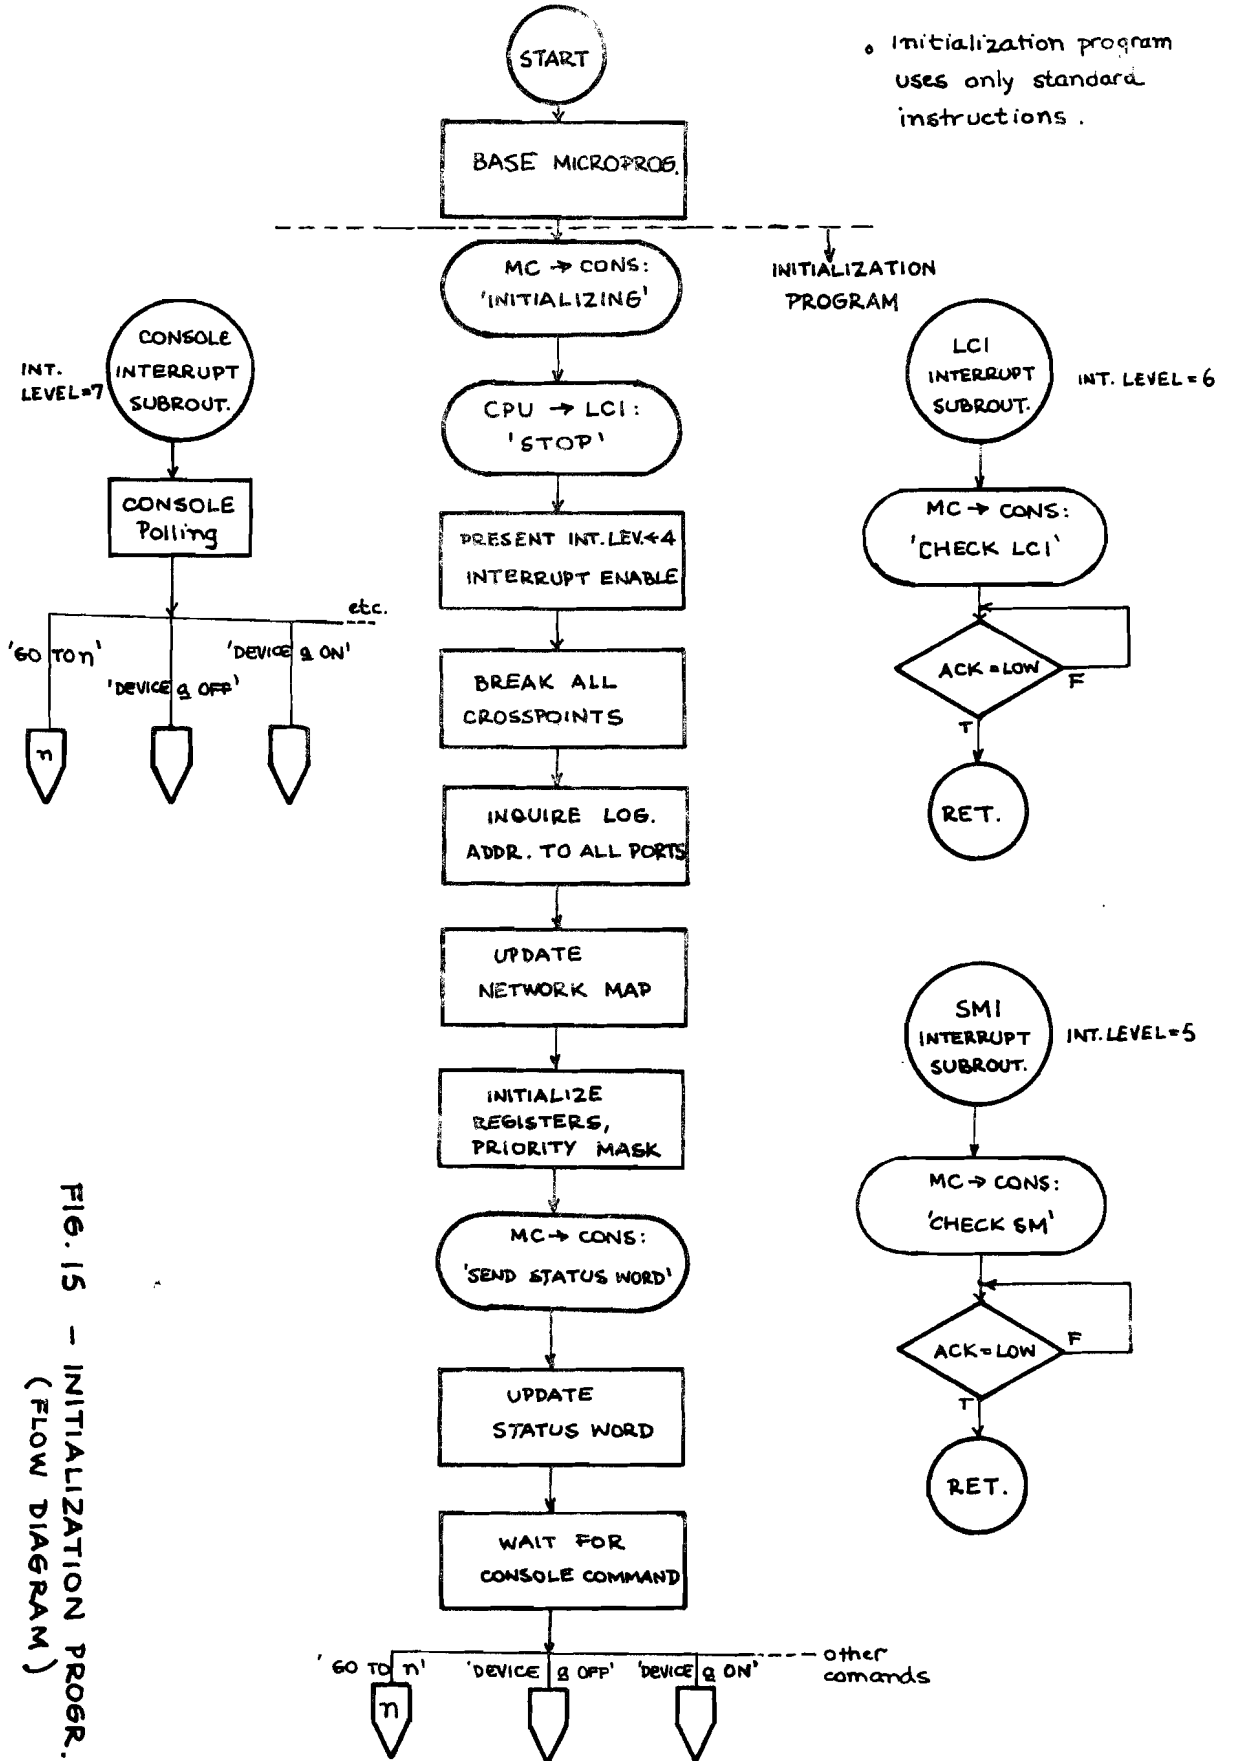 START
• Initialization program
uses only standard
instructions.
BASE MICROPROG.
INITIALIZATION
PROGRAM
MC → CONS:
'INITIALIZING'
CPU → LCI:
'STOP'
PRESENT INT.LEV.←4
INTERRUPT ENABLE
BREAK ALL
CROSSPOINTS
INQUIRE LOG.
ADDR. TO ALL PORTS
UPDATE
NETWORK MAP
INITIALIZE
REGISTERS,
PRIORITY MASK
MC → CONS:
'SEND STATUS WORD'
UPDATE
STATUS WORD
WAIT FOR
CONSOLE COMMAND
'GO TO n'
'DEVICE a OFF'
'DEVICE a ON'
other
comands
n
CONSOLE
INTERRUPT
SUBROUT.
INT.
LEVEL=7
CONSOLE
Polling
etc.
'GO TO n'
'DEVICE a ON'
'DEVICE a OFF'
n
LCI
INTERRUPT
SUBROUT.
INT. LEVEL=6
MC → CONS:
'CHECK LCI'
ACK=LOW
F
T
RET.
SMI
INTERRUPT
SUBROUT.
INT. LEVEL=5
MC → CONS:
'CHECK SM'
ACK=LOW
F
T
RET.
FIG. 15 – INITIALIZATION PROGR.
(FLOW DIAGRAM)